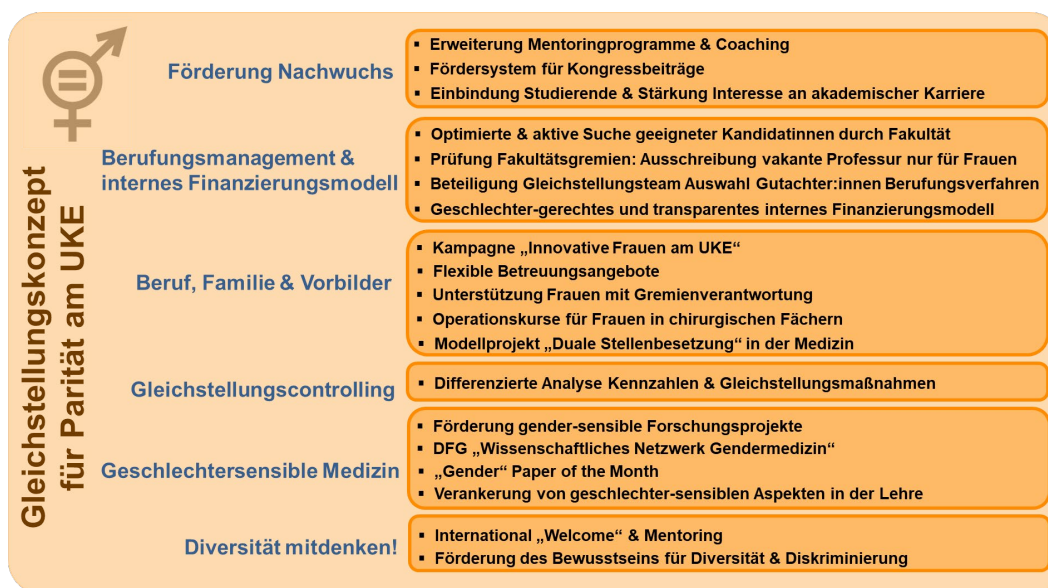 Gleichstellungskonzept
für Parität am UKE
Förderung Nachwuchs
▪ Erweiterung Mentoringprogramme & Coaching
▪ Fördersystem für Kongressbeiträge
▪ Einbindung Studierende & Stärkung Interesse an akademischer Karriere
Berufungsmanagement &
internes Finanzierungsmodell
▪ Optimierte & aktive Suche geeigneter Kandidatinnen durch Fakultät
▪ Prüfung Fakultätsgremien: Ausschreibung vakante Professur nur für Frauen
▪ Beteiligung Gleichstellungsteam Auswahl Gutachter:innen Berufungsverfahren
▪ Geschlechter-gerechtes und transparentes internes Finanzierungsmodell
Beruf, Familie & Vorbilder
▪ Kampagne „Innovative Frauen am UKE“
▪ Flexible Betreuungsangebote
▪ Unterstützung Frauen mit Gremienverantwortung
▪ Operationskurse für Frauen in chirurgischen Fächern
▪ Modellprojekt „Duale Stellenbesetzung“ in der Medizin
Gleichstellungscontrolling
▪ Differenzierte Analyse Kennzahlen & Gleichstellungsmaßnahmen
Geschlechtersensible Medizin
▪ Förderung gender-sensible Forschungsprojekte
▪ DFG „Wissenschaftliches Netzwerk Gendermedizin“
▪ „Gender“ Paper of the Month
▪ Verankerung von geschlechter-sensiblen Aspekten in der Lehre
Diversität mitdenken!
▪ International „Welcome“ & Mentoring
▪ Förderung des Bewusstseins für Diversität & Diskriminierung